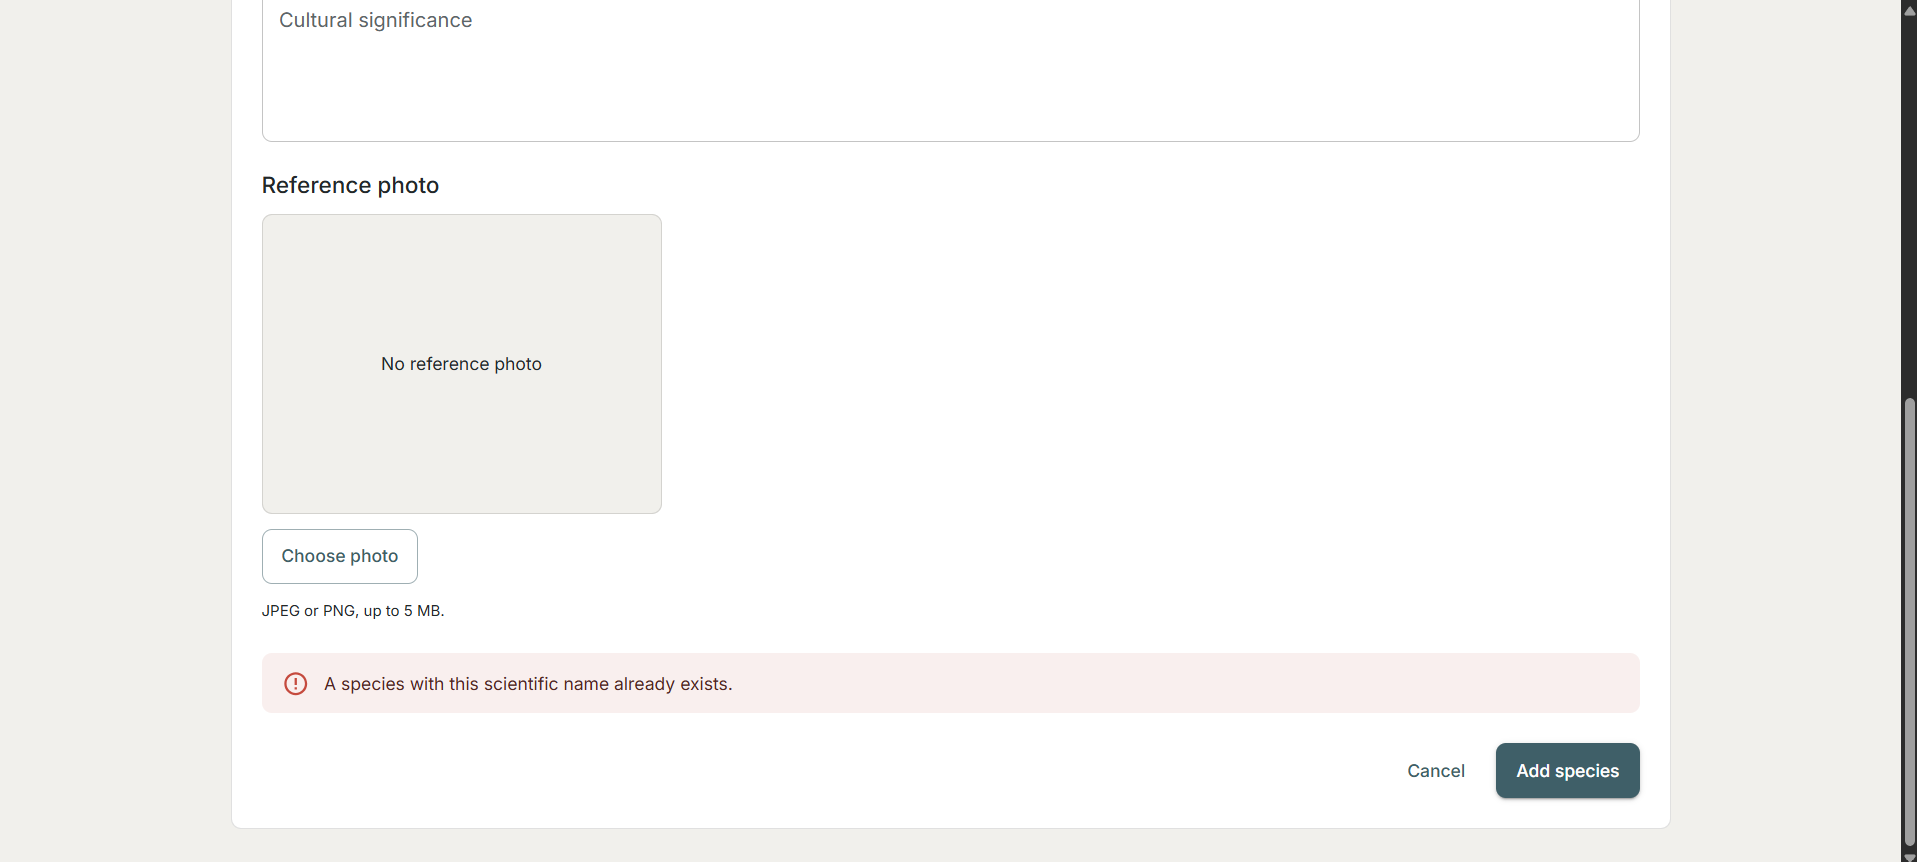 Cultural significance
Reference photo
No reference photo
Choose photo
JPEG or PNG, up to 5 MB.
A species with this scientific name already exists.
Cancel
Add species